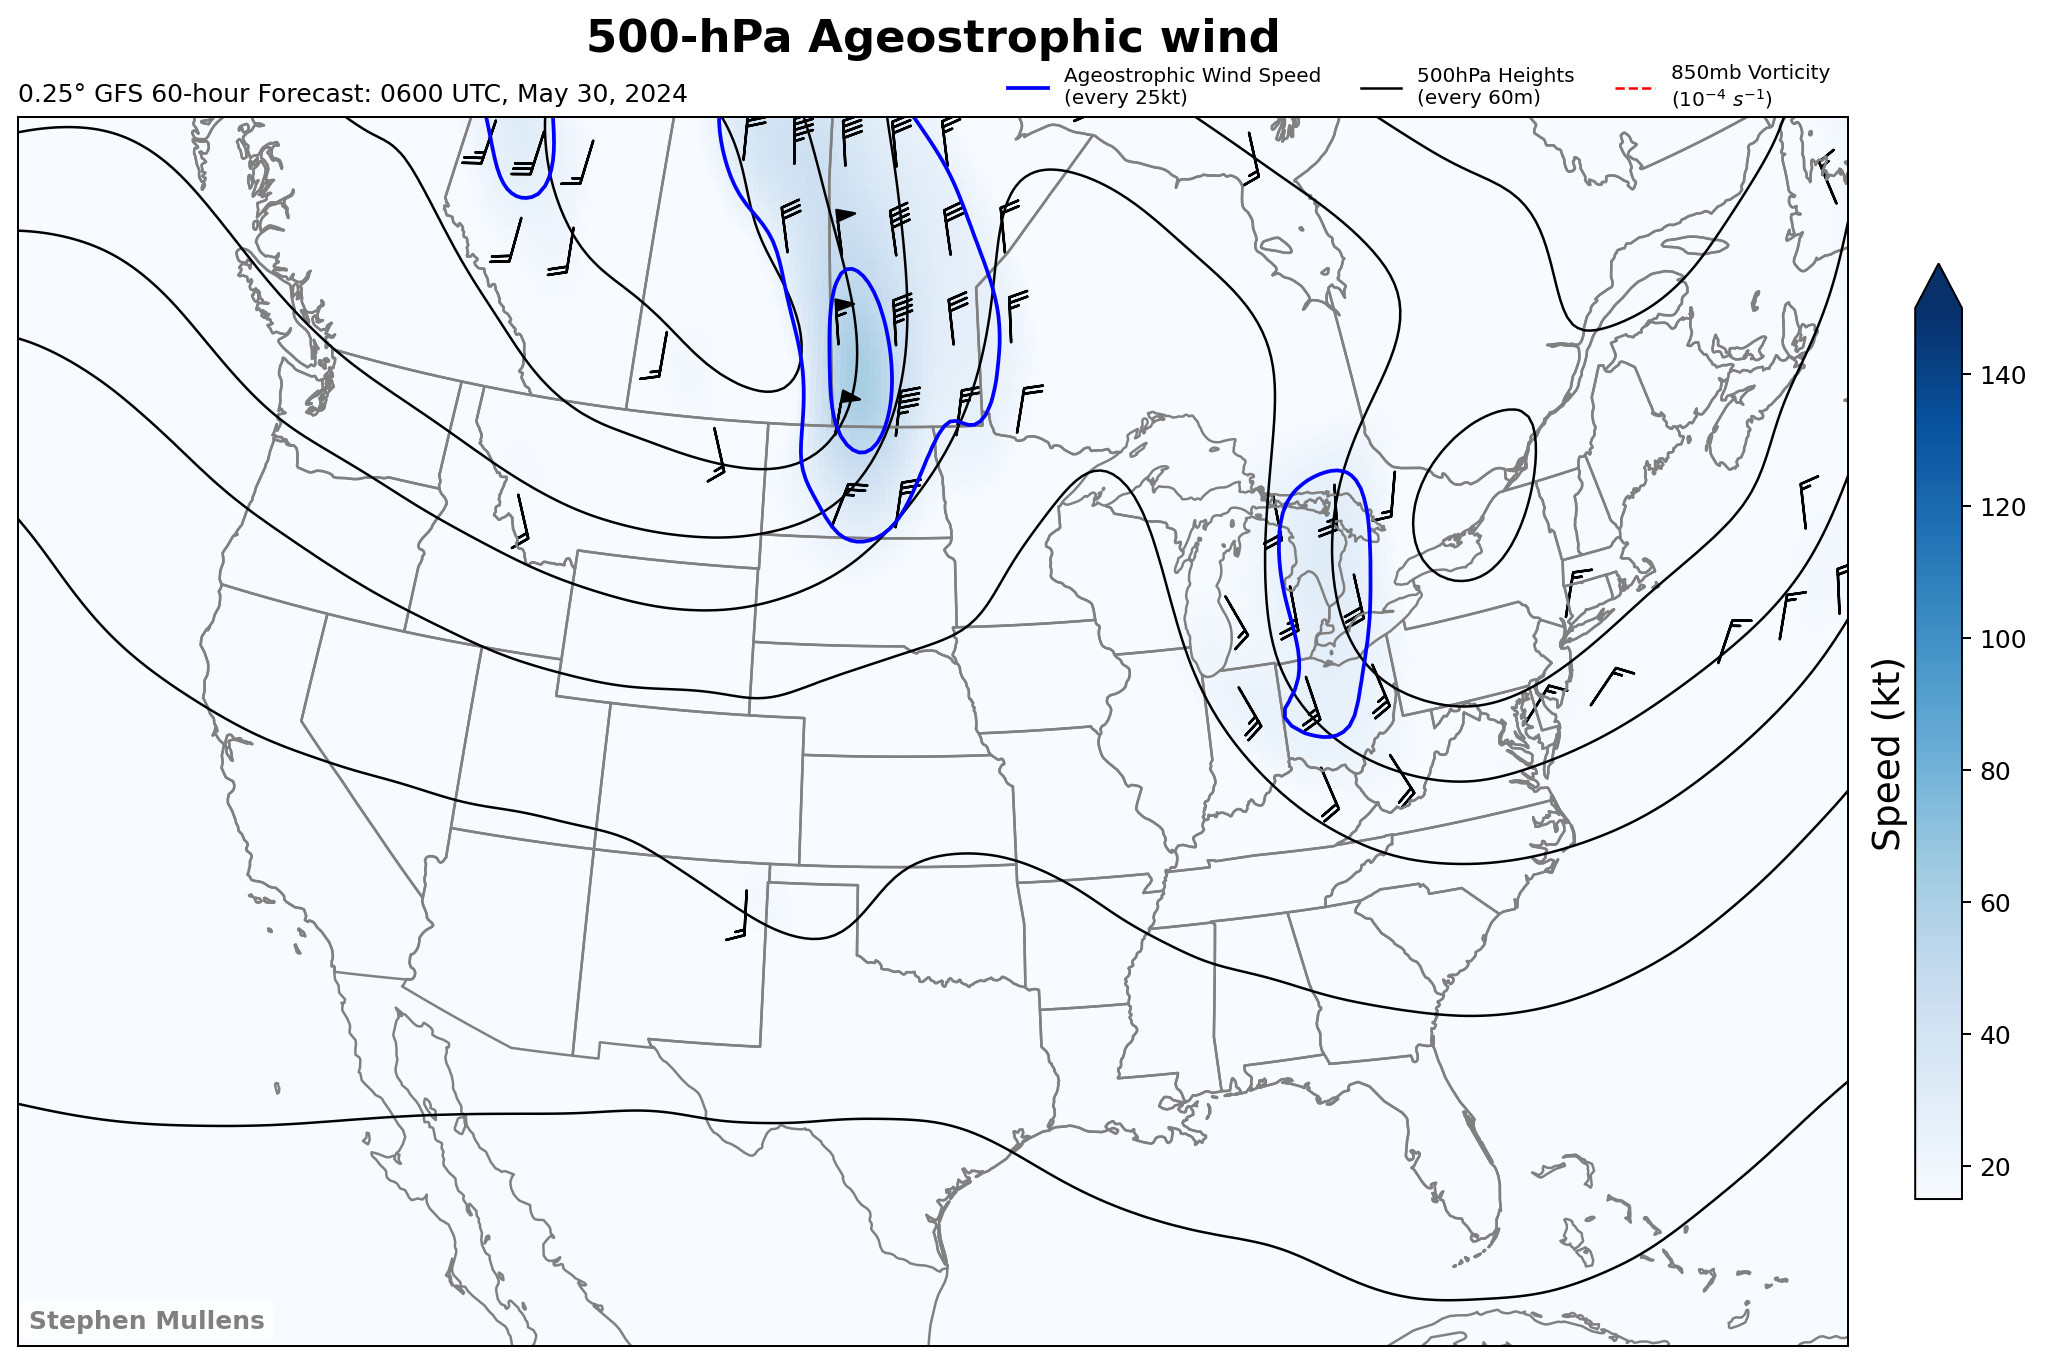 500-hPa Ageostrophic wind
0.25° GFS 60-hour Forecast: 0600 UTC, May 30, 2024
Ageostrophic Wind Speed
(every 25kt)
500hPa Heights
(every 60m)
850mb Vorticity
(10⁻⁴ s⁻¹)
140
120
100
80
60
40
20
Speed (kt)
Stephen Mullens